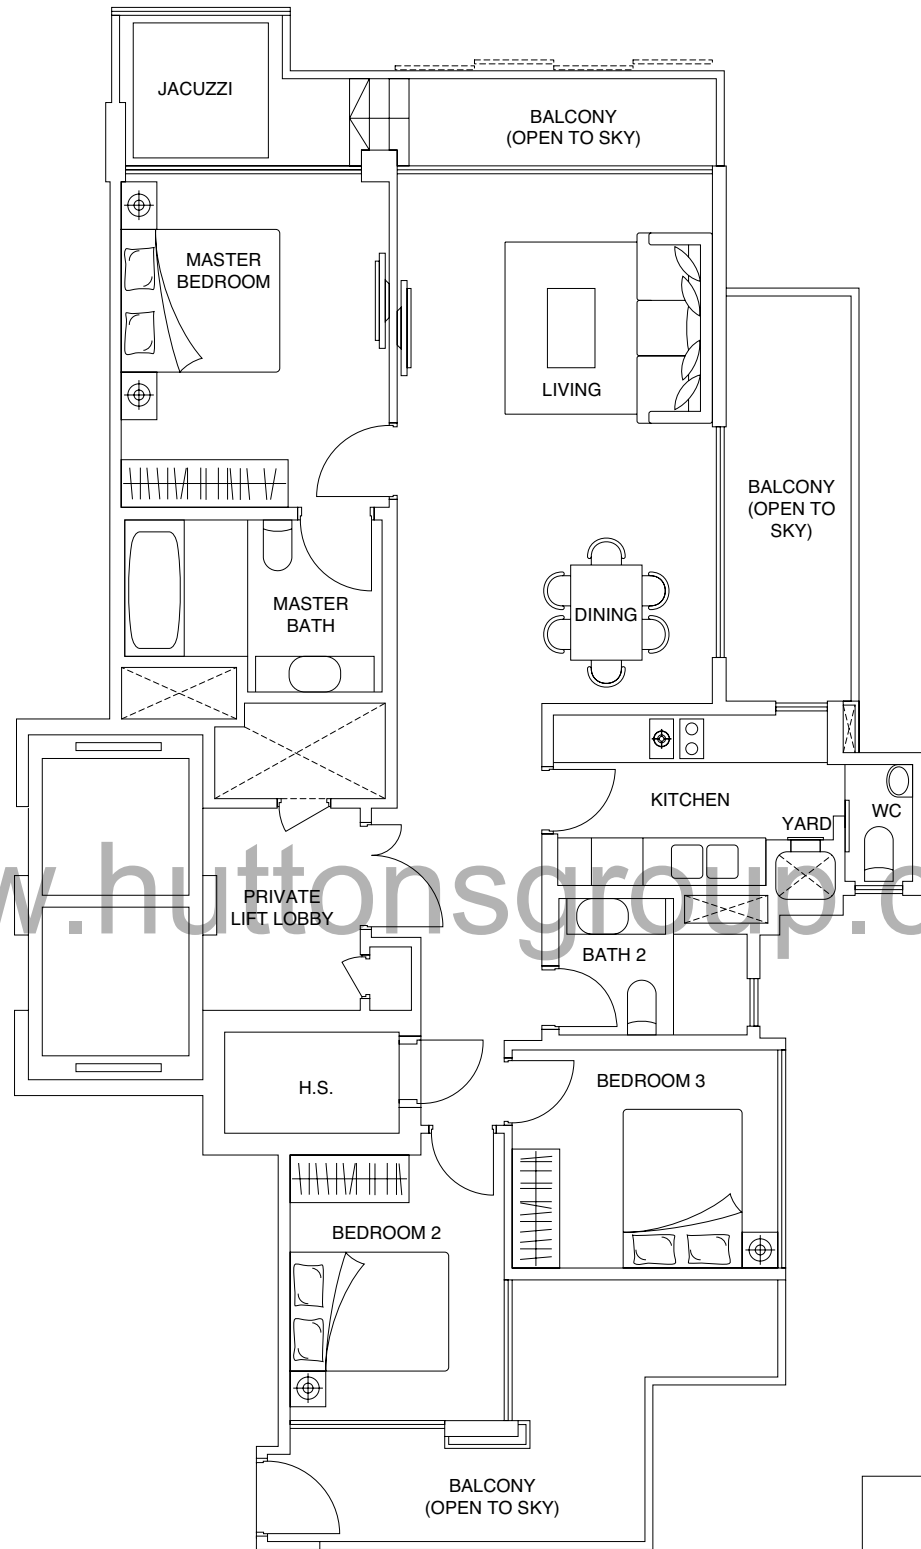 JACUZZI
BALCONY
(OPEN TO SKY)
MASTER
BEDROOM
LIVING
BALCONY
(OPEN TO
SKY)
MASTER
BATH
DINING
KITCHEN
YARD
WC
w.huttonsgroup.c
PRIVATE
LIFT LOBBY
BATH 2
H.S.
BEDROOM 3
BEDROOM 2
BALCONY
(OPEN TO SKY)